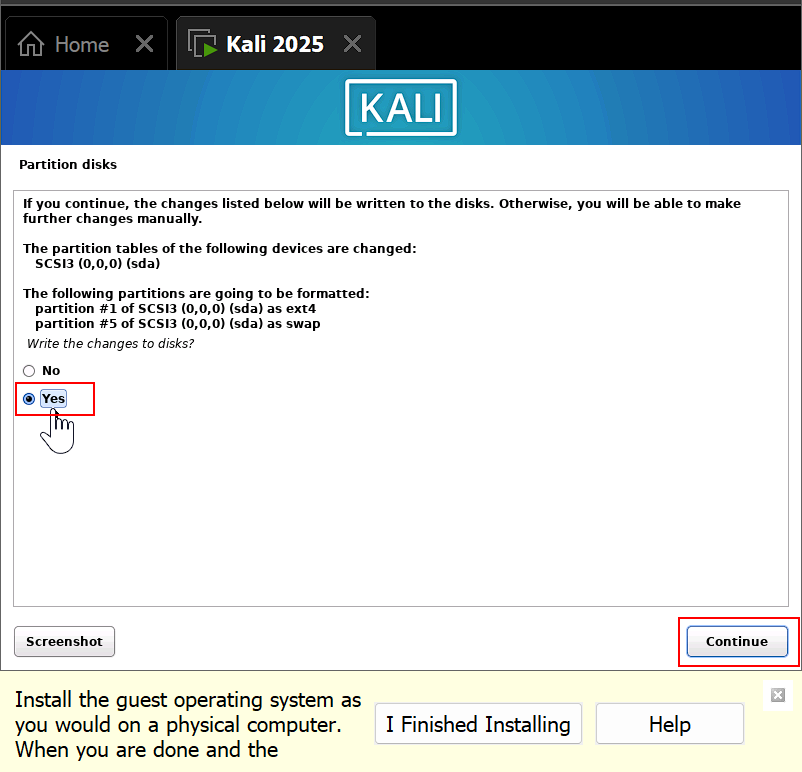 Home
Kali 2025
KALI
Partition disks
If you continue, the changes listed below will be written to the disks. Otherwise, you will be able to make
further changes manually.
The partition tables of the following devices are changed:
SCSI3 (0,0,0) (sda)
The following partitions are going to be formatted:
partition #1 of SCSI3 (0,0,0) (sda) as ext4
partition #5 of SCSI3 (0,0,0) (sda) as swap
Write the changes to disks?
No
Yes
Screenshot
Continue
Install the guest operating system as
you would on a physical computer.
When you are done and the
I Finished Installing
Help